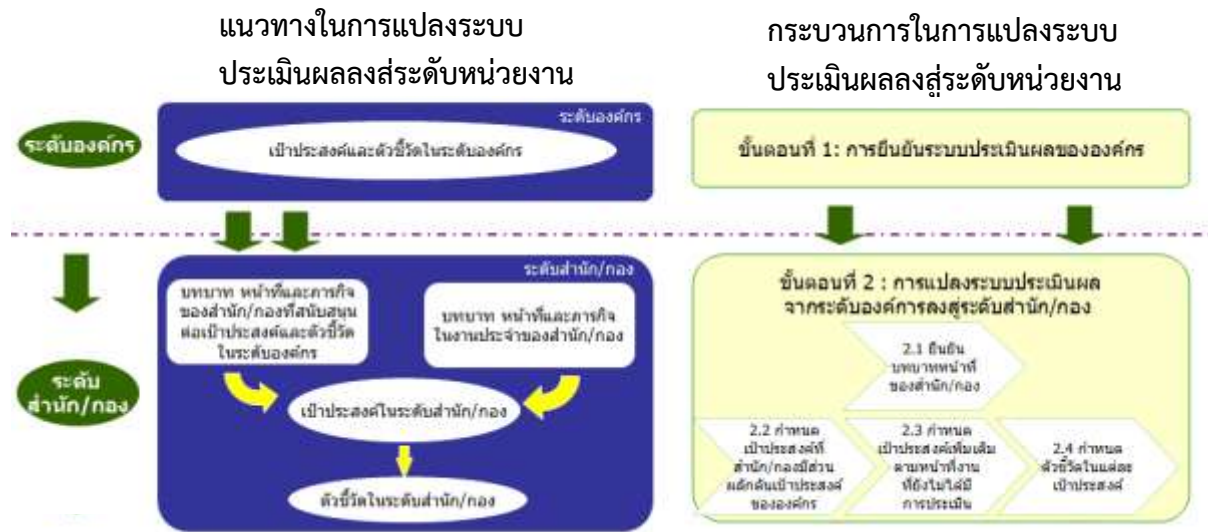 แนวทางในการแปลงระบบ
ประเมินผลลงส่ระดับหน่วยงาน
กระบวนการในการแปลงระบบ
ประเมินผลลงสู่ระดับหน่วยงาน
ระดับองค์กร
ระดับองค์กร
เป้าประสงค์และตัวชี้วัดในระดับองค์กร
ขั้นตอนที่ 1: การยืนยันระบบประเมินผลขององค์กร
ระดับ
สำนัก/กอง
ระดับสำนัก/กอง
บทบาท หน้าที่และภารกิจ
ของสำนัก/กองที่สนับสนุน
ต่อเป้าประสงค์และตัวชี้วัด
ในระดับองค์กร
บทบาท หน้าที่และภารกิจ
ในงานประจำของสำนัก/กอง
เป้าประสงค์ในระดับสำนัก/กอง
ตัวชี้วัดในระดับสำนัก/กอง
ขั้นตอนที่ 2 : การแปลงระบบประเมินผล
จากระดับองค์การลงสู่ระดับสำนัก/กอง
2.1 ยืนยัน
บทบาทหน้าที่
ของสำนัก/กอง
2.2 กำหนด
เป้าประสงค์ที่
สำนัก/กองมีส่วน
ผลักดันเป้าประสงค์
ขององค์กร
2.3 กำหนด
เป้าประสงค์เพิ่มเติม
ตามหน้าที่งาน
ที่ยังไม่ได้มี
การประเมิน
2.4 กำหนด
ตัวชี้วัดในแต่ละ
เป้าประสงค์